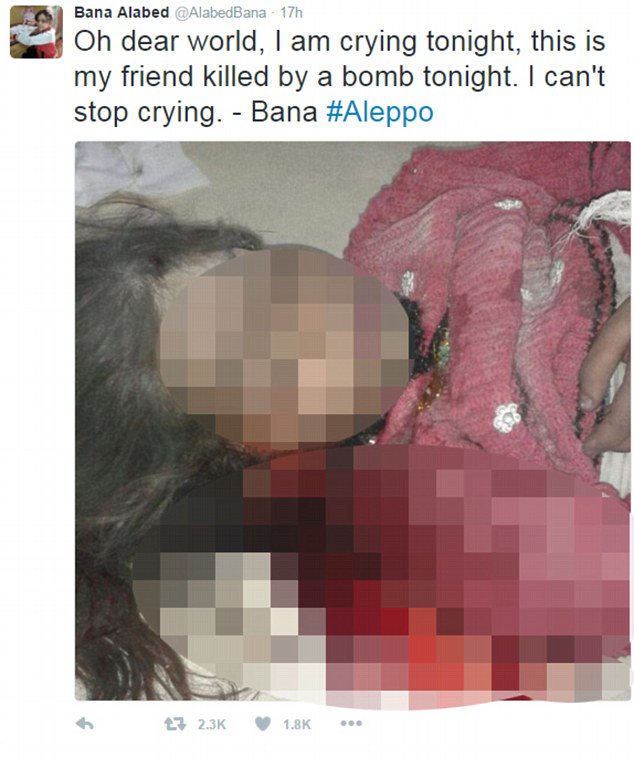 Bana Alabed @AlabedBana · 17h
Oh dear world, I am crying tonight, this is
my friend killed by a bomb tonight. I can't
stop crying. - Bana #Aleppo
2.3K 1.8K